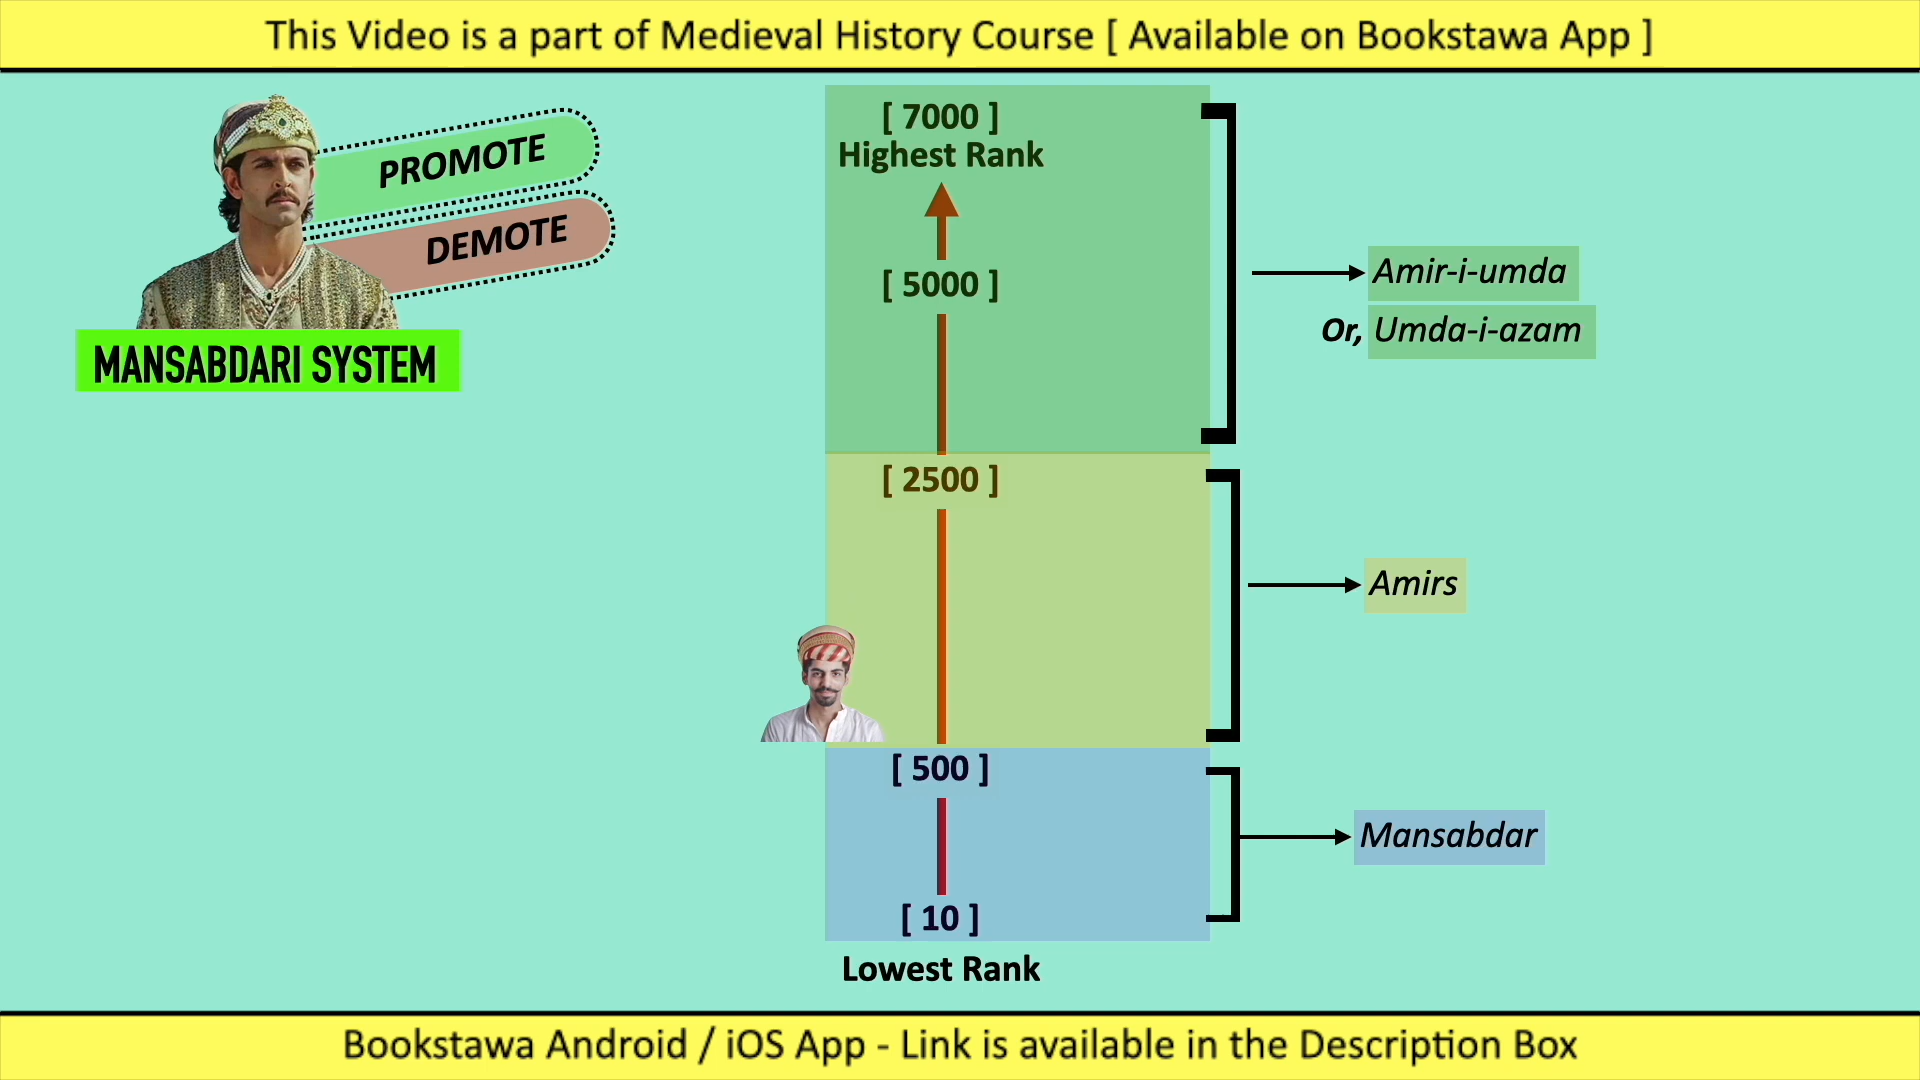 This Video is a part of Medieval History Course [ Available on Bookstawa App ]
PROMOTE
DEMOTE
MANSABDARI SYSTEM
[ 7000 ]
Highest Rank
[ 5000 ]
Amir-i-umda
Or, Umda-i-azam
[ 2500 ]
Amirs
[ 500 ]
Mansabdar
[ 10 ]
Lowest Rank
Bookstawa Android / iOS App - Link is available in the Description Box